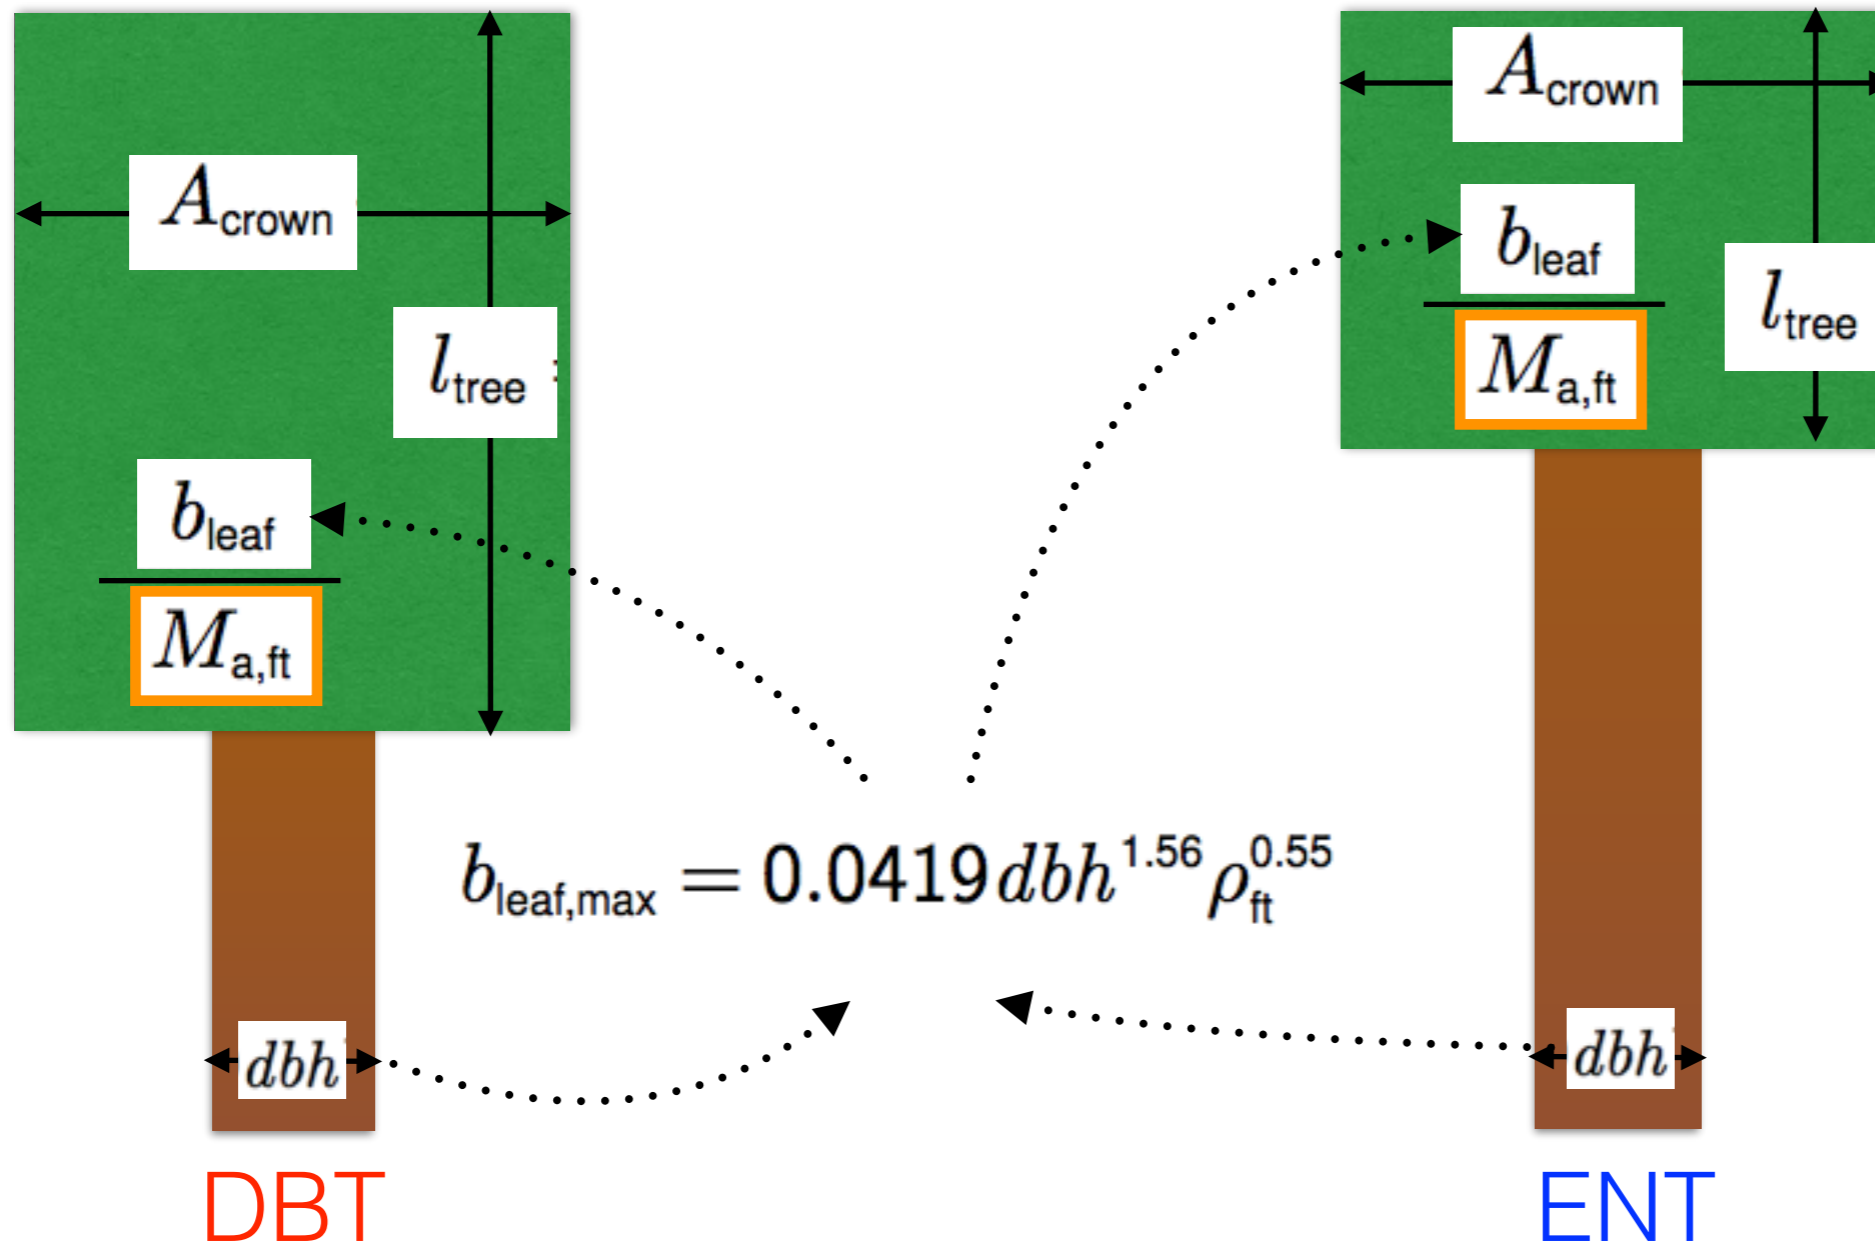 A_crown
l_tree :
b_leaf
M_a,ft
dbh
DBT
b_leaf,max = 0.0419 dbh^1.56 ρ_ft^0.55
A_crown
b_leaf
M_a,ft
l_tree
dbh
ENT